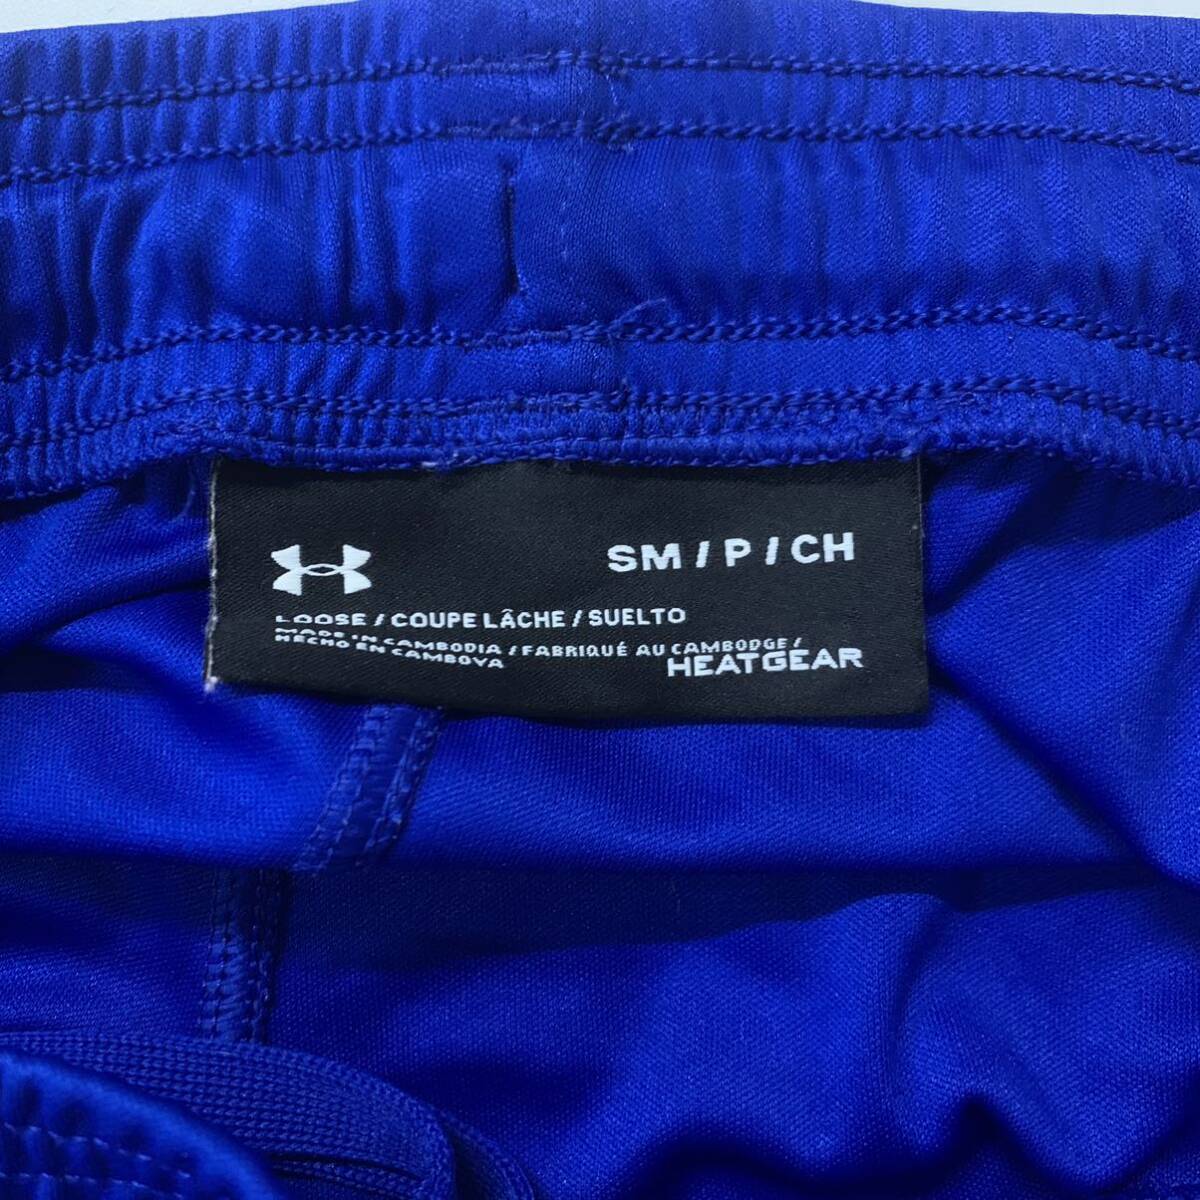 SM / P / CH
LOOSE / COUPE LÂCHE / SUELTO
MADE IN CAMBODIA / FABRIQUÉ AU CAMBODGE /
HECHO EN CAMBOYA
HEATGEAR